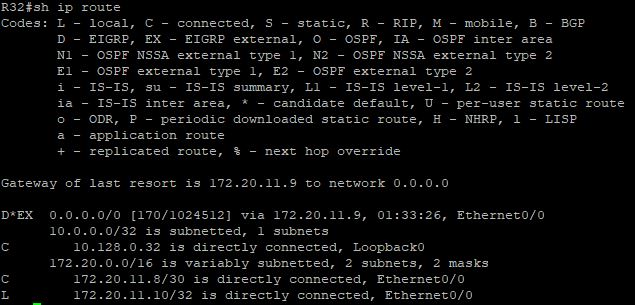 R32#sh ip route
Codes: L - local, C - connected, S - static, R - RIP, M - mobile, B - BGP
       D - EIGRP, EX - EIGRP external, O - OSPF, IA - OSPF inter area
       N1 - OSPF NSSA external type 1, N2 - OSPF NSSA external type 2
       E1 - OSPF external type 1, E2 - OSPF external type 2
       i - IS-IS, su - IS-IS summary, L1 - IS-IS level-1, L2 - IS-IS level-2
       ia - IS-IS inter area, * - candidate default, U - per-user static route
       o - ODR, P - periodic downloaded static route, H - NHRP, l - LISP
       a - application route
       + - replicated route, % - next hop override
Gateway of last resort is 172.20.11.9 to network 0.0.0.0
D*EX  0.0.0.0/0 [170/1024512] via 172.20.11.9, 01:33:26, Ethernet0/0
      10.0.0.0/32 is subnetted, 1 subnets
C        10.128.0.32 is directly connected, Loopback0
      172.20.0.0/16 is variably subnetted, 2 subnets, 2 masks
C        172.20.11.8/30 is directly connected, Ethernet0/0
L        172.20.11.10/32 is directly connected, Ethernet0/0